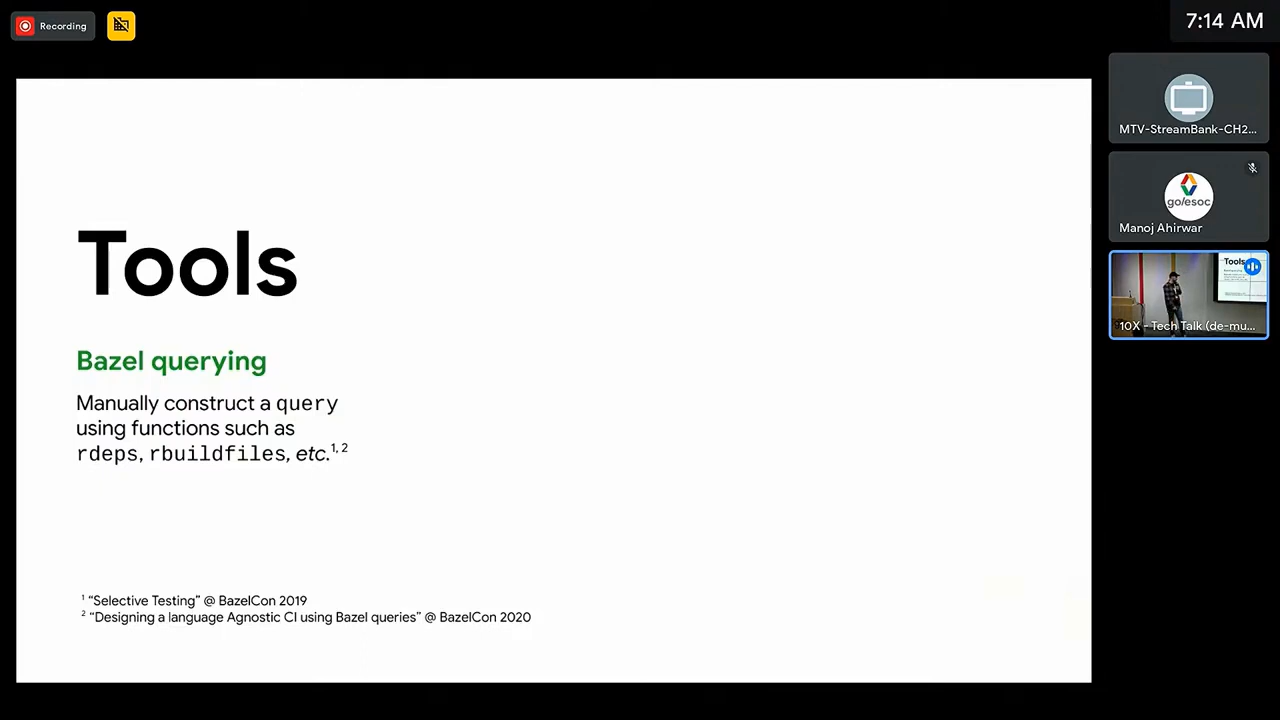 Recording
7:14 AM
Tools
Bazel querying
Manually construct a query
using functions such as
rdeps, rbuildfiles, etc.1, 2
1 “Selective Testing” @ BazelCon 2019
2 “Designing a language Agnostic CI using Bazel queries” @ BazelCon 2020
MTV-StreamBank-CH2...
go/esoc
Manoj Ahirwar
Tools
10X - Tech Talk (de-mu...